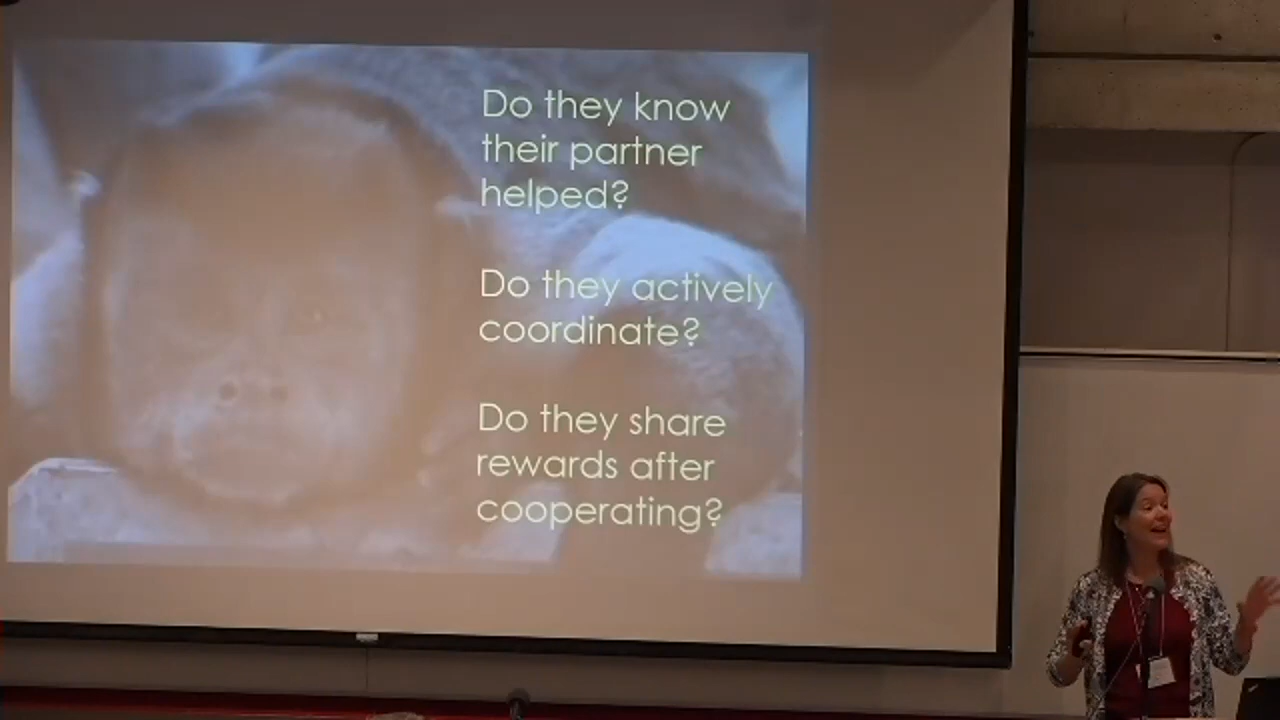 Do they know
their partner
helped?
Do they actively
coordinate?
Do they share
rewards after
cooperating?